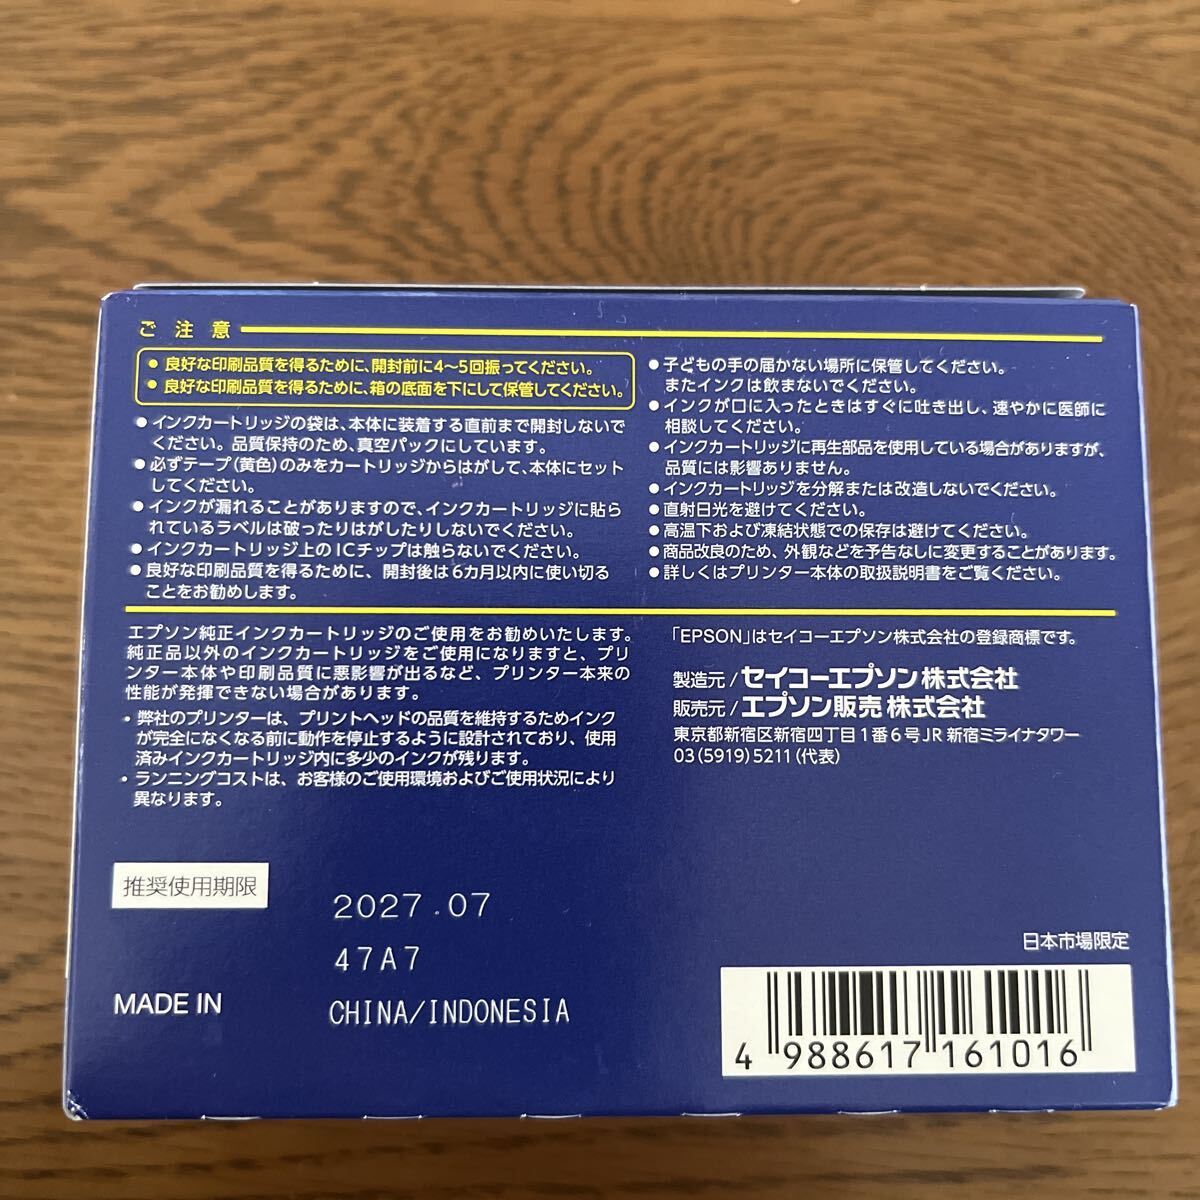 ご注意
● 良好な印刷品質を得るために、開封前に4〜5回振ってください。
● 良好な印刷品質を得るために、箱の底面を下にして保管してください。
● インクカートリッジの袋は、本体に装着する直前まで開封しないで
ください。品質保持のため、真空パックにしています。
● 必ずテープ(黄色)のみをカートリッジからはがして、本体にセット
してください。
● インクが漏れることがありますので、インクカートリッジに貼ら
れているラベルは破ったりはがしたりしないでください。
● インクカートリッジ上のICチップは触らないでください。
● 良好な印刷品質を得るために、開封後は6カ月以内に使い切る
ことをお勧めします。
● 子どもの手の届かない場所に保管してください。
またインクは飲まないでください。
● インクが口に入ったときはすぐに吐き出し、速やかに医師に
相談してください。
● インクカートリッジに再生部品を使用している場合がありますが、
品質には影響ありません。
● インクカートリッジを分解または改造しないでください。
● 直射日光を避けてください。
● 高温下および凍結状態での保存は避けてください。
● 商品改良のため、外観などを予告なしに変更することがあります。
● 詳しくはプリンター本体の取扱説明書をご覧ください。
エプソン純正インクカートリッジのご使用をお勧めいたします。
純正品以外のインクカートリッジをご使用になりますと、プリ
ンター本体や印刷品質に悪影響が出るなど、プリンター本来の
性能が発揮できない場合があります。
・弊社のプリンターは、プリントヘッドの品質を維持するためインク
が完全になくなる前に動作を停止するように設計されており、使用
済みインクカートリッジ内に多少のインクが残ります。
・ランニングコストは、お客様のご使用環境およびご使用状況により
異なります。
「EPSON」はセイコーエプソン株式会社の登録商標です。
製造元/セイコーエプソン株式会社
販売元/エプソン販売株式会社
東京都新宿区新宿四丁目1番6号JR新宿ミライナタワー
03(5919)5211(代表)
推奨使用期限
2027.07
47A7
MADE IN
CHINA/INDONESIA
日本市場限定
4 988617 161016